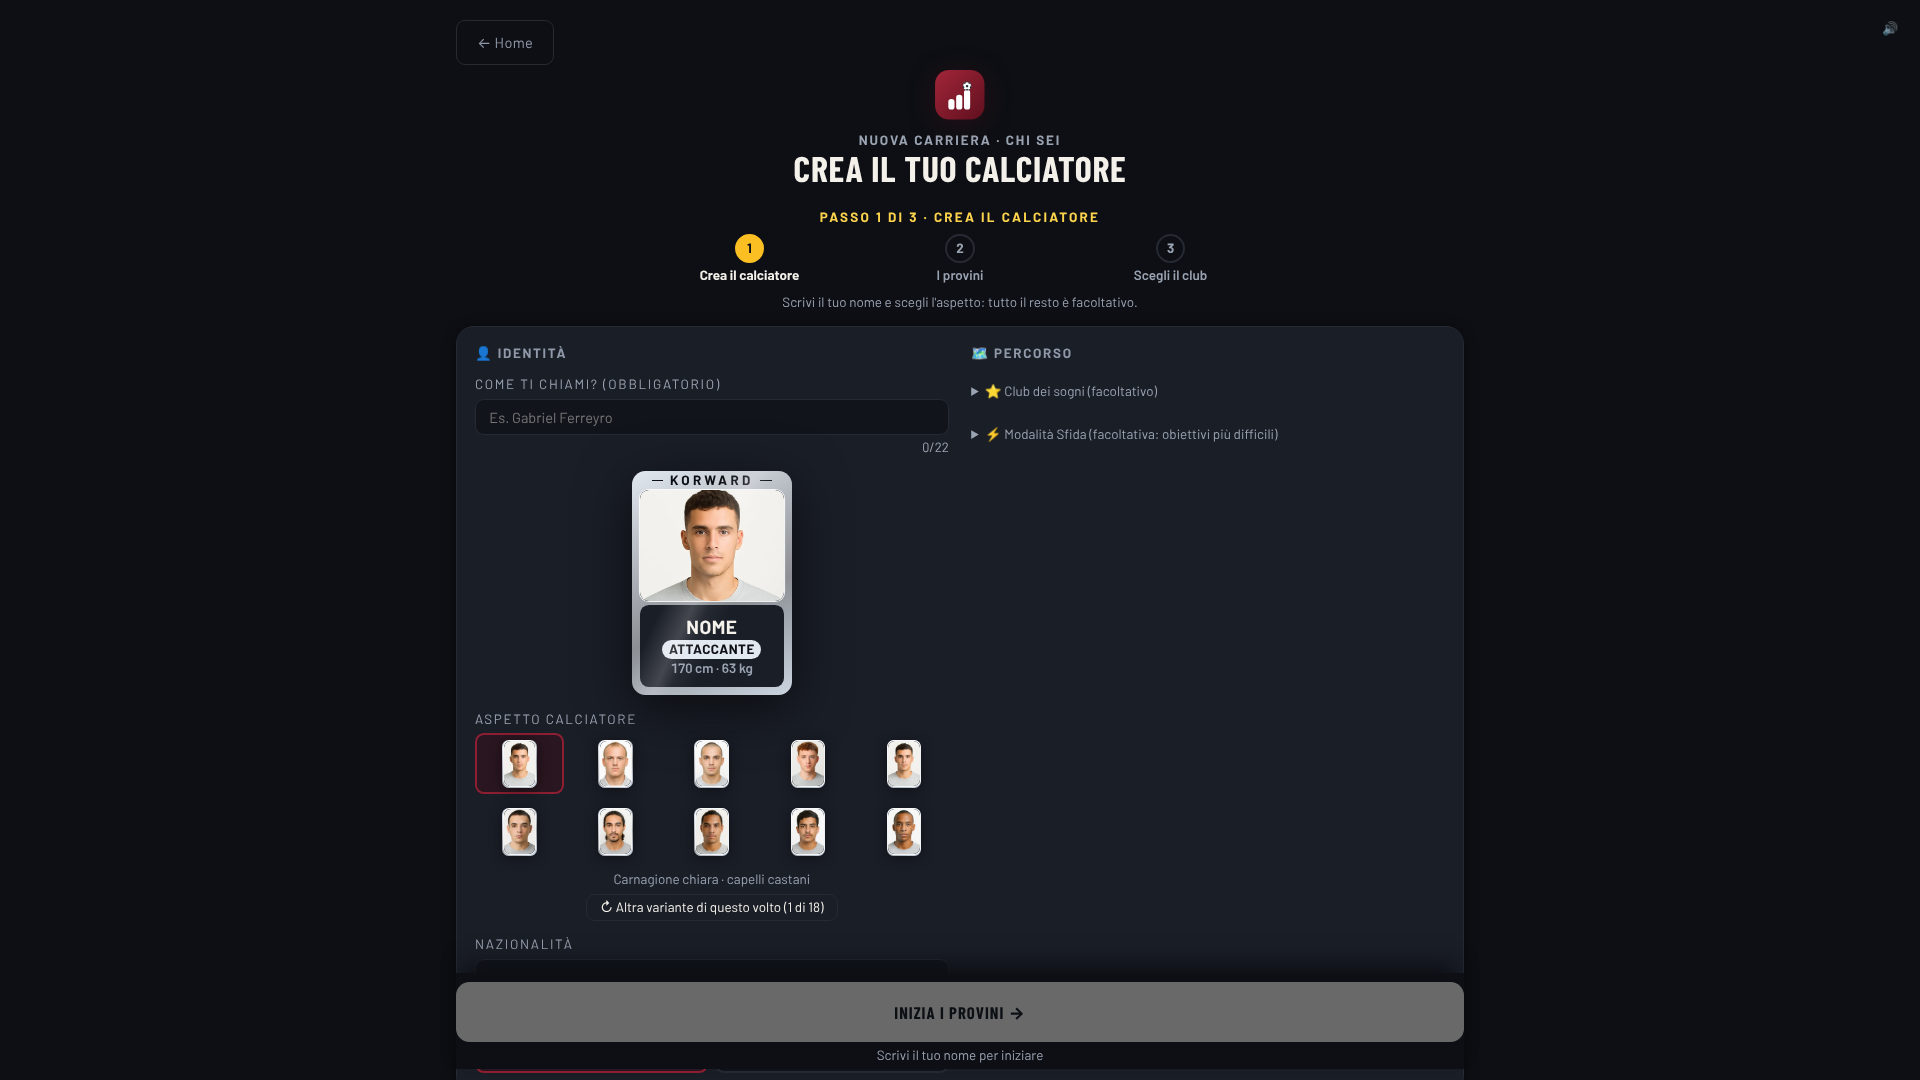 ← Home
NUOVA CARRIERA · CHI SEI
CREA IL TUO CALCIATORE
PASSO 1 DI 3 · CREA IL CALCIATORE
1
2
3
Crea il calciatore
I provini
Scegli il club
Scrivi il tuo nome e scegli l'aspetto: tutto il resto è facoltativo.
👤 IDENTITÀ
COME TI CHIAMI? (OBBLIGATORIO)
Es. Gabriel Ferreyro
0/22
— KORWARD —
NOME
ATTACCANTE
170 cm · 63 kg
ASPETTO CALCIATORE
Carnagione chiara · capelli castani
↻ Altra variante di questo volto (1 di 18)
NAZIONALITÀ
🗺️ PERCORSO
▶ ⭐ Club dei sogni (facoltativo)
▶ ⚡ Modalità Sfida (facoltativa: obiettivi più difficili)
INIZIA I PROVINI →
Scrivi il tuo nome per iniziare